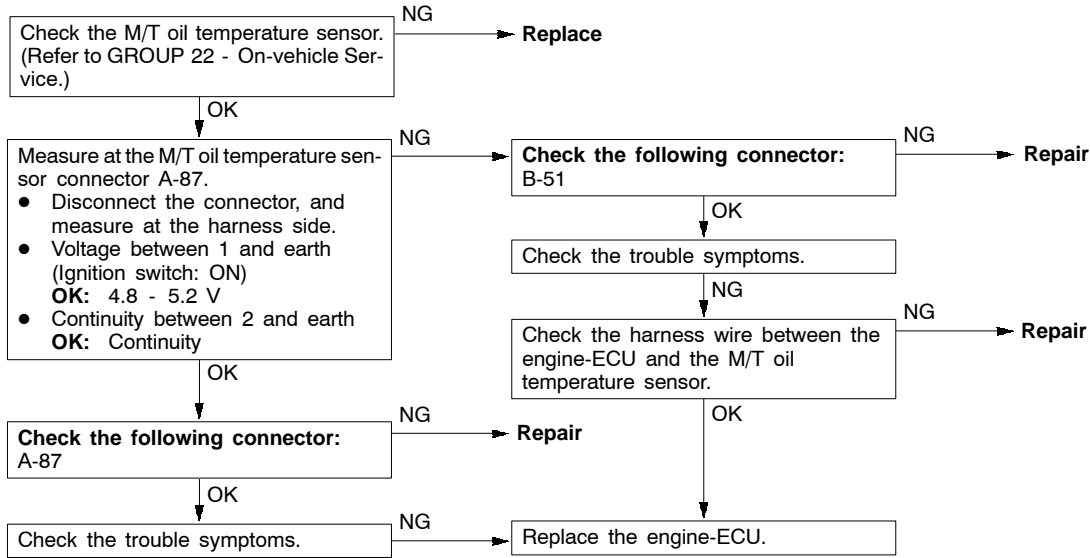 Check the M/T oil temperature sensor.
(Refer to GROUP 22 - On-vehicle Ser-
vice.)
NG
Replace
OK
Measure at the M/T oil temperature sen-
sor connector A-87.
● Disconnect the connector, and
measure at the harness side.
● Voltage between 1 and earth
(Ignition switch: ON)
OK: 4.8 - 5.2 V
● Continuity between 2 and earth
OK: Continuity
NG
Check the following connector:
B-51
NG
Repair
OK
Check the trouble symptoms.
NG
Check the harness wire between the
engine-ECU and the M/T oil
temperature sensor.
NG
Repair
OK
OK
Check the following connector:
A-87
NG
Repair
OK
Check the trouble symptoms.
NG
Replace the engine-ECU.